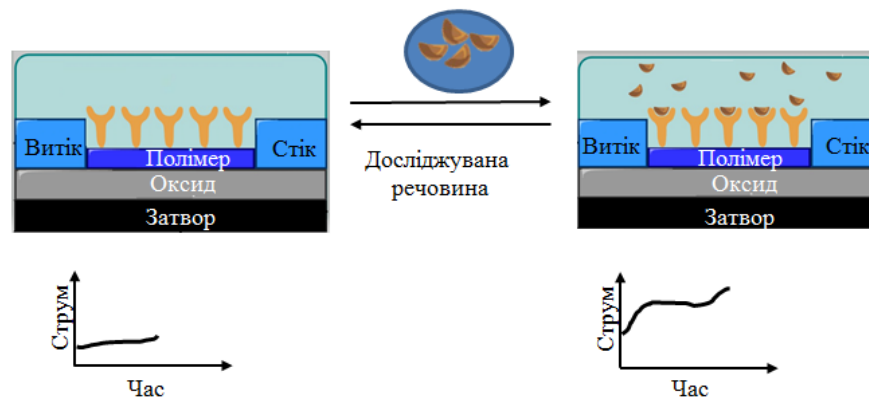 Витік
Полімер
Стік
Оксид
Затвор
Досліджувана
речовина
Витік
Полімер
Стік
Оксид
Затвор
Струм
Час
Струм
Час